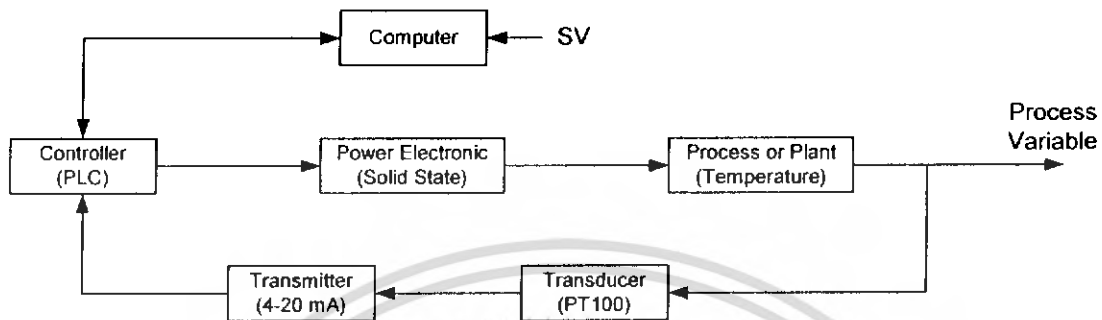 Computer
SV
Process
Variable
Controller
(PLC)
Power Electronic
(Solid State)
Process or Plant
(Temperature)
Transmitter
(4-20 mA)
Transducer
(PT100)